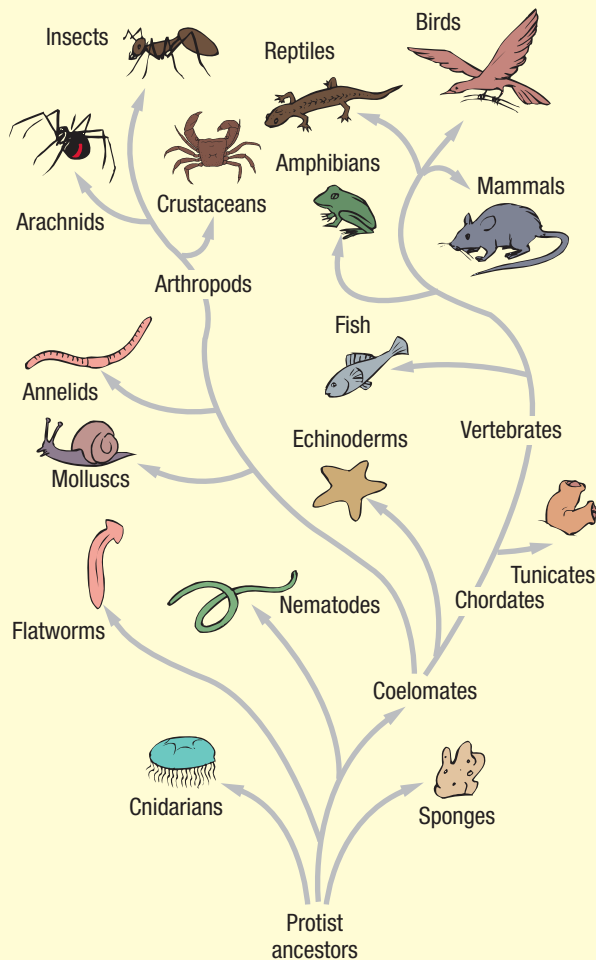 Birds
Insects
Reptiles
Amphibians
Mammals
Crustaceans
Arachnids
Arthropods
Fish
Annelids
Vertebrates
Echinoderms
Molluscs
Tunicates
Nematodes
Chordates
Flatworms
Coelomates
Cnidarians
Sponges
Protist
ancestors